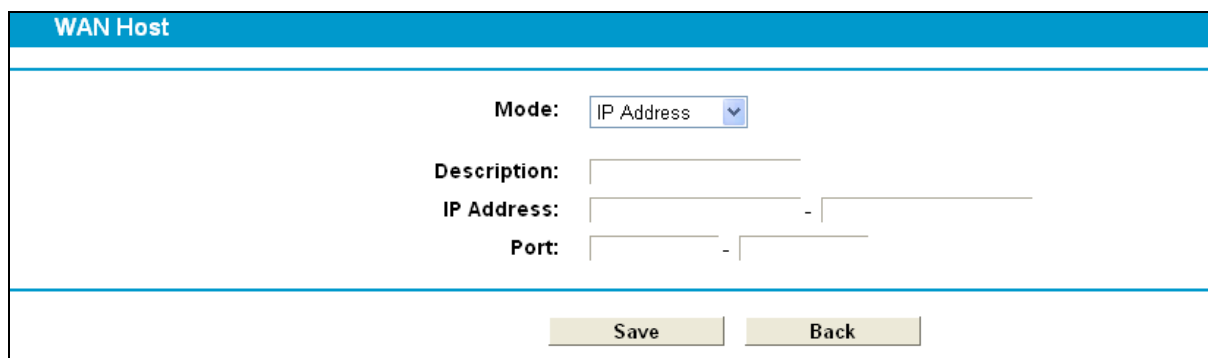 WAN Host
Mode: IP Address
Description:
IP Address: -
Port: -
Save Back